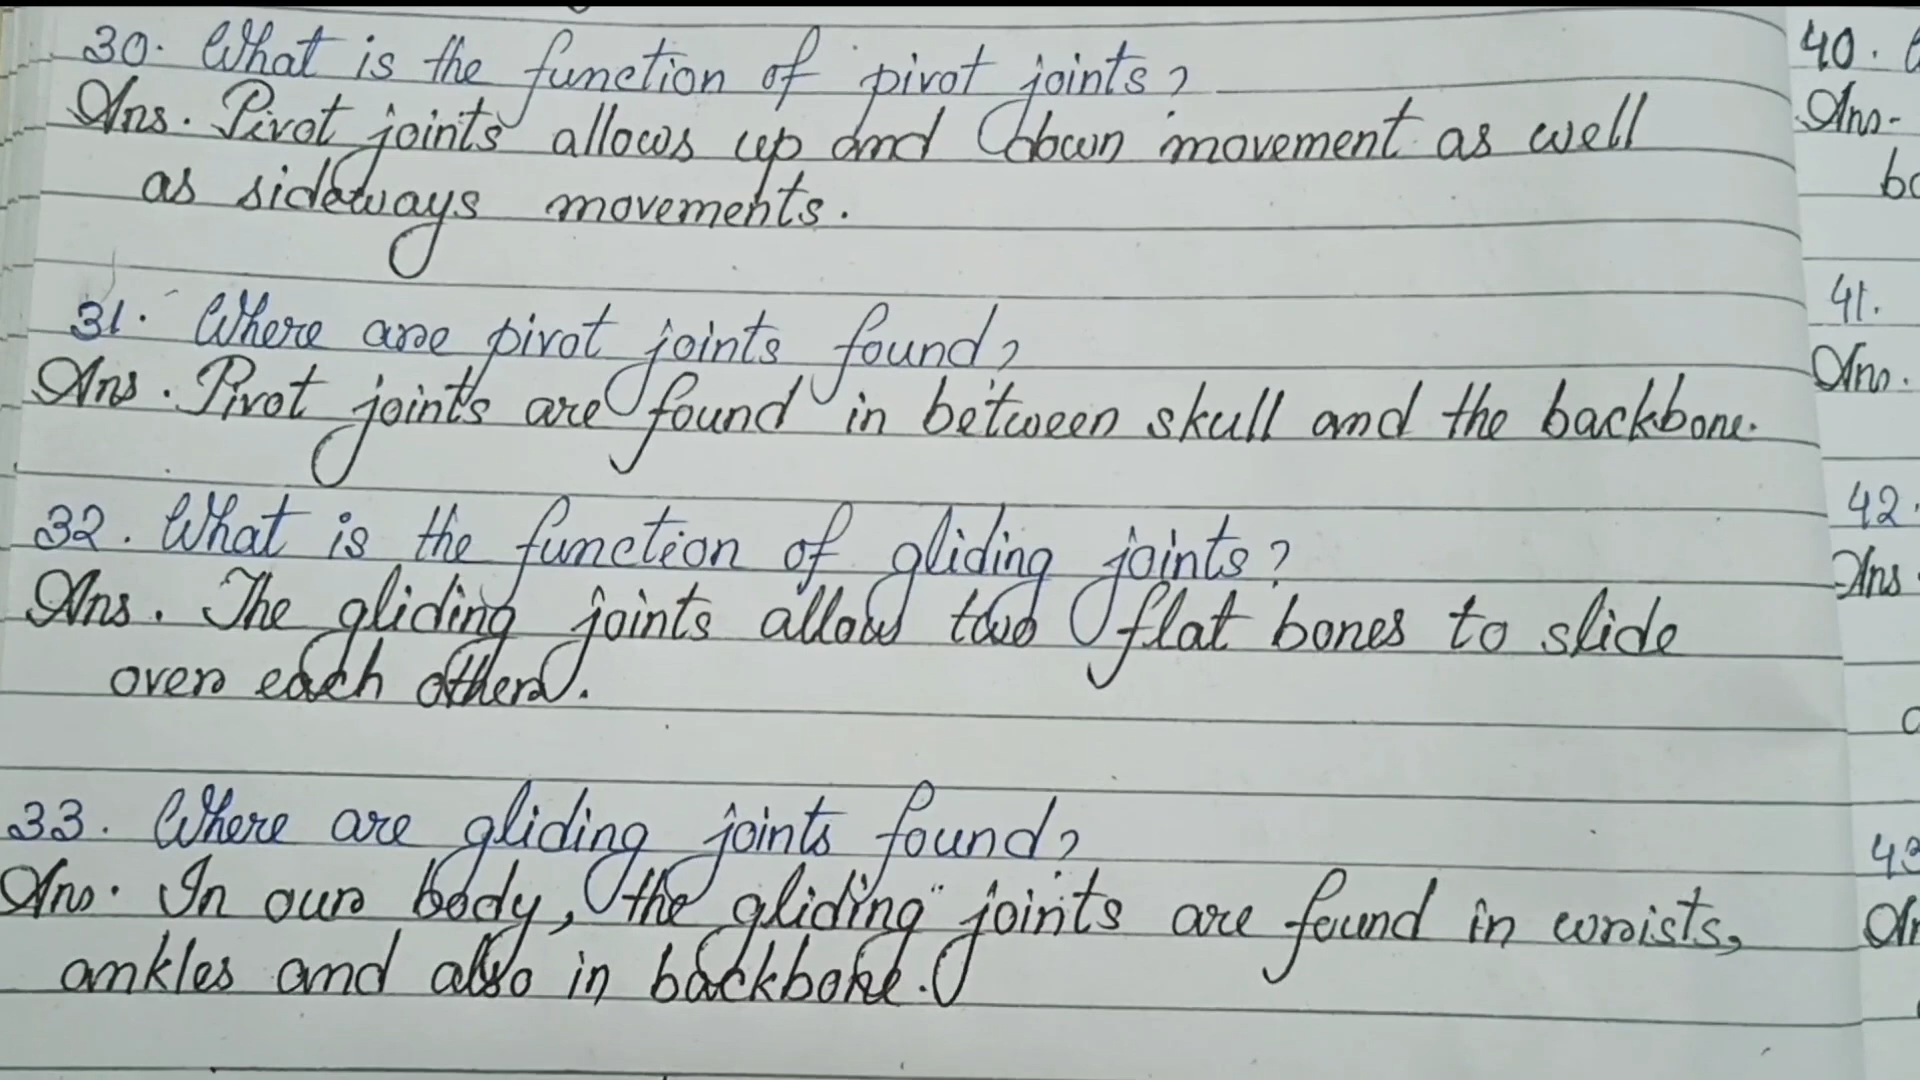 30. What is the function of pivot joints?
Ans. Pivot joints allows up and down movement as well
as sideways movements.
31. Where are pivot joints found?
Ans. Pivot joints are found in between skull and the backbone.
32. What is the function of gliding joints?
Ans. The gliding joints allow two flat bones to slide
over each other.
33. Where are gliding joints found?
Ans. In our body, the gliding joints are found in wrists,
ankles and also in backbone.
40.
Ans-
41.
Ans.
42.
Ans.